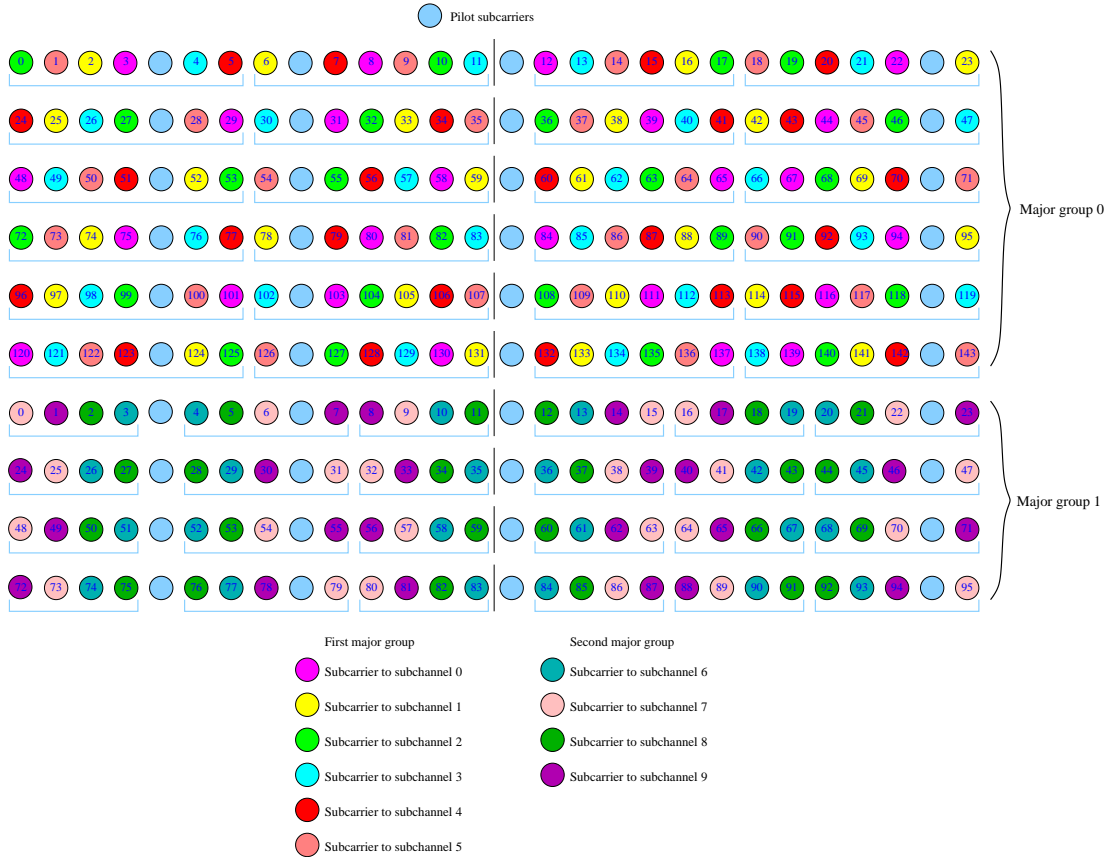 Pilot subcarriers
0 1 2 3 4 5 6 7 8 9 10 11 12 13 14 15 16 17 18 19 20 21 22 23
24 25 26 27 28 29 30 31 32 33 34 35 36 37 38 39 40 41 42 43 44 45 46 47
48 49 50 51 52 53 54 55 56 57 58 59 60 61 62 63 64 65 66 67 68 69 70 71
Major group 0
72 73 74 75 76 77 78 79 80 81 82 83 84 85 86 87 88 89 90 91 92 93 94 95
96 97 98 99 100 101 102 103 104 105 106 107 108 109 110 111 112 113 114 115 116 117 118 119
120 121 122 123 124 125 126 127 128 129 130 131 132 133 134 135 136 137 138 139 140 141 142 143
0 1 2 3 4 5 6 7 8 9 10 11 12 13 14 15 16 17 18 19 20 21 22 23
24 25 26 27 28 29 30 31 32 33 34 35 36 37 38 39 40 41 42 43 44 45 46 47
Major group 1
48 49 50 51 52 53 54 55 56 57 58 59 60 61 62 63 64 65 66 67 68 69 70 71
72 73 74 75 76 77 78 79 80 81 82 83 84 85 86 87 88 89 90 91 92 93 94 95
First major group
Subcarrier to subchannel 0
Subcarrier to subchannel 1
Subcarrier to subchannel 2
Subcarrier to subchannel 3
Subcarrier to subchannel 4
Subcarrier to subchannel 5
Second major group
Subcarrier to subchannel 6
Subcarrier to subchannel 7
Subcarrier to subchannel 8
Subcarrier to subchannel 9